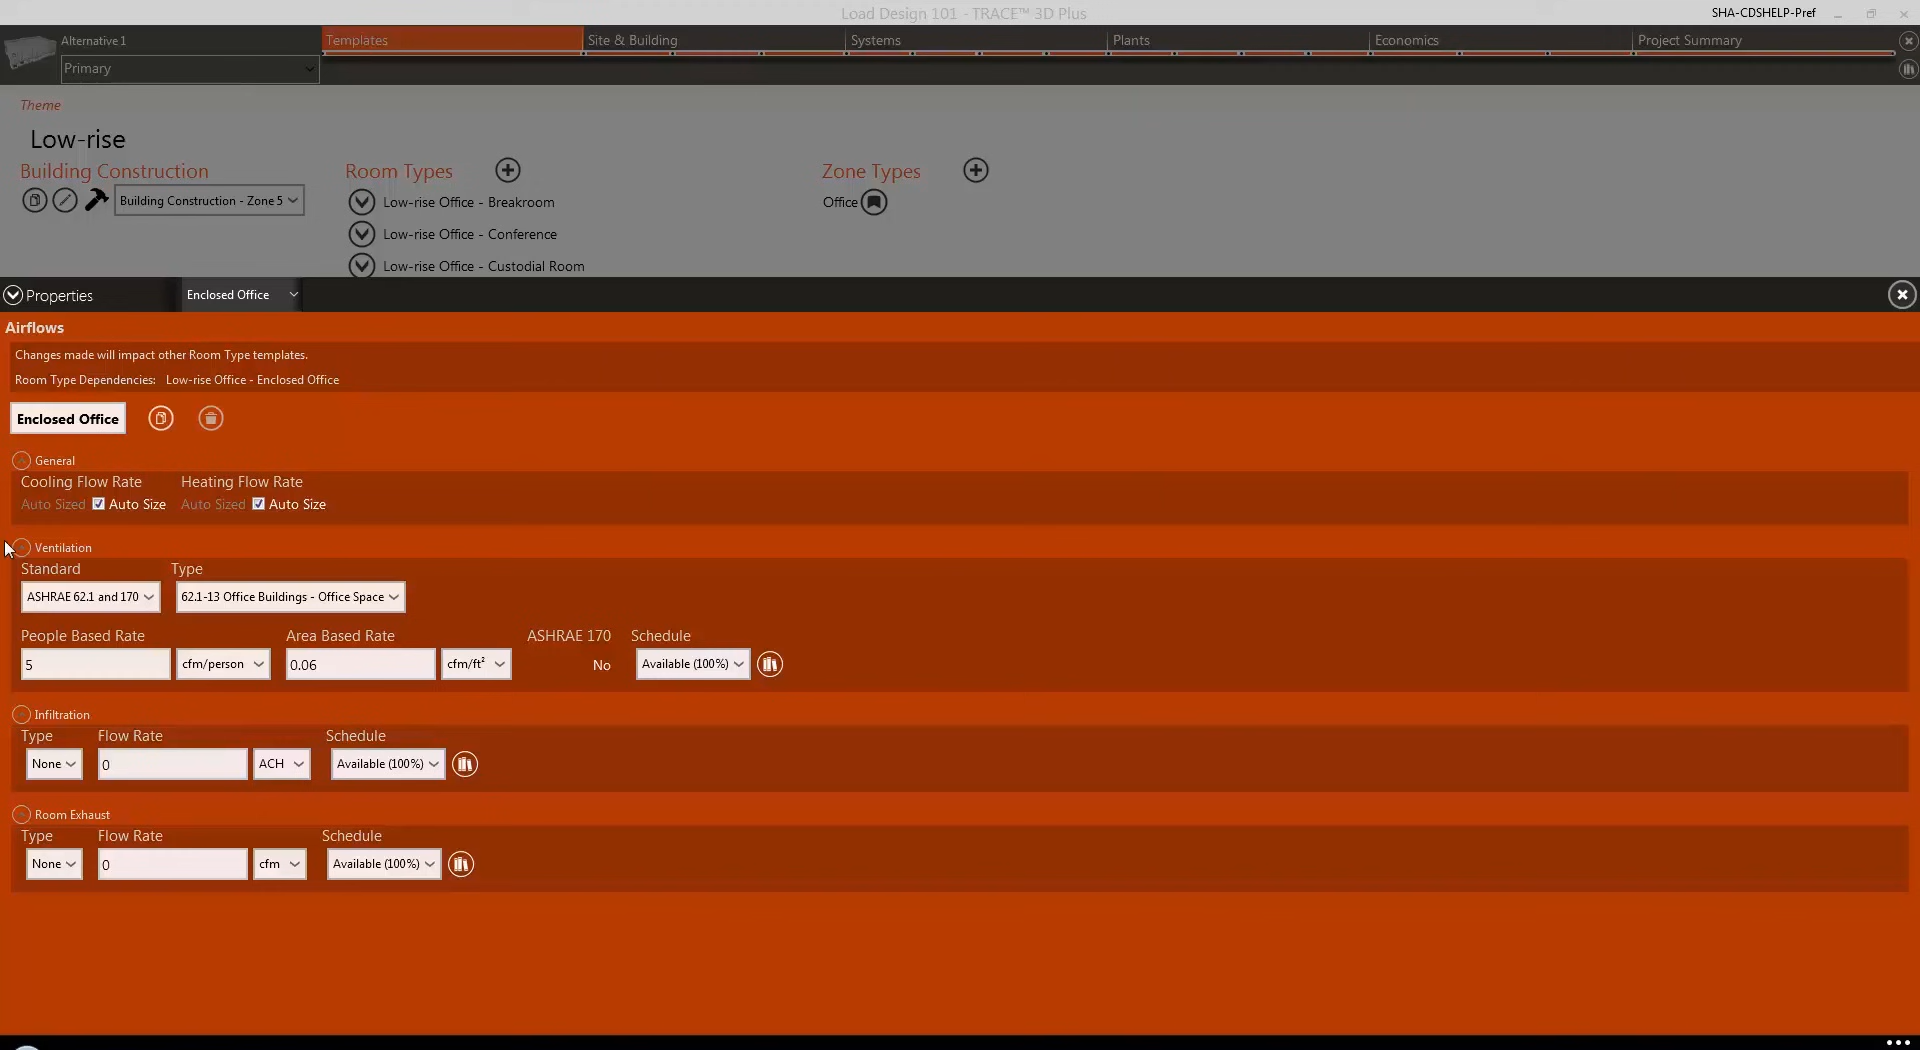 Load Design 101 - TRACE™ 3D Plus
SHA-CDSHELP-Pref
Alternative 1
Primary
Templates
Site & Building
Systems
Plants
Economics
Project Summary
Theme
Low-rise
Building Construction
Room Types
Zone Types
Building Construction - Zone 5
Low-rise Office - Breakroom
Office
Low-rise Office - Conference
Low-rise Office - Custodial Room
Properties
Enclosed Office
Airflows
Changes made will impact other Room Type templates.
Room Type Dependencies: Low-rise Office - Enclosed Office
Enclosed Office
General
Cooling Flow Rate Heating Flow Rate
Auto Sized Auto Size Auto Sized Auto Size
Ventilation
Standard Type
ASHRAE 62.1 and 170 62.1-13 Office Buildings - Office Space
People Based Rate Area Based Rate ASHRAE 170 Schedule
5 cfm/person 0.06 cfm/ft² No Available (100%)
Infiltration
Type Flow Rate Schedule
None 0 ACH Available (100%)
Room Exhaust
Type Flow Rate Schedule
None 0 cfm Available (100%)